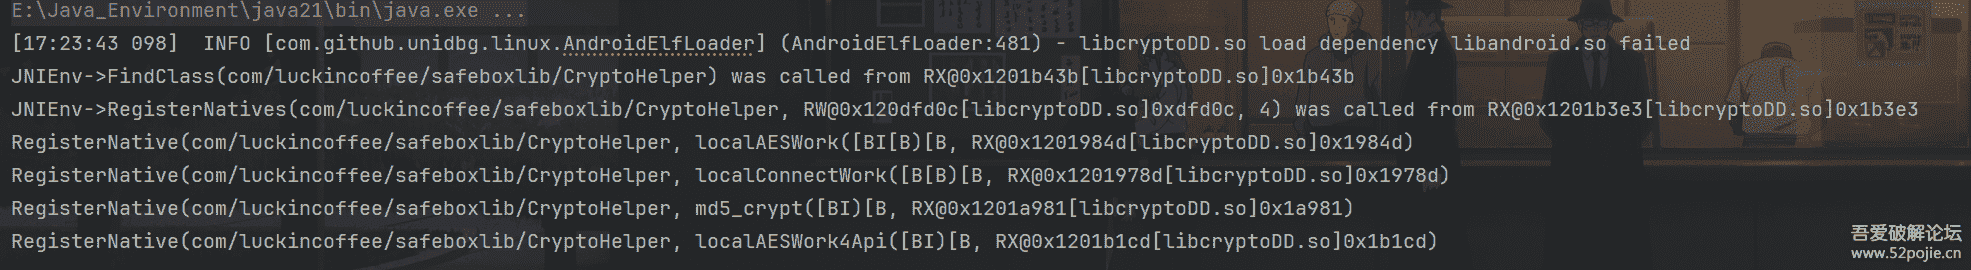 E:\Java_Environment\java21\bin\java.exe ...
[17:23:43 098]  INFO [com.github.unidbg.linux.AndroidElfLoader] (AndroidElfLoader:481) - libcryptoDD.so load dependency libandroid.so failed
JNIEnv->FindClass(com/luckincoffee/safeboxlib/CryptoHelper) was called from RX@0x1201b43b[libcryptoDD.so]0x1b43b
JNIEnv->RegisterNatives(com/luckincoffee/safeboxlib/CryptoHelper, RW@0x120dfd0c[libcryptoDD.so]0xdfd0c, 4) was called from RX@0x1201b3e3[libcryptoDD.so]0x1b3e3
RegisterNative(com/luckincoffee/safeboxlib/CryptoHelper, localAESWork([BI[B)[B, RX@0x1201984d[libcryptoDD.so]0x1984d)
RegisterNative(com/luckincoffee/safeboxlib/CryptoHelper, localConnectWork([B[B)[B, RX@0x1201978d[libcryptoDD.so]0x1978d)
RegisterNative(com/luckincoffee/safeboxlib/CryptoHelper, md5_crypt([BI)[B, RX@0x1201a981[libcryptoDD.so]0x1a981)
RegisterNative(com/luckincoffee/safeboxlib/CryptoHelper, localAESWork4Api([BI)[B, RX@0x1201b1cd[libcryptoDD.so]0x1b1cd)
吾爱破解论坛
www.52pojie.cn